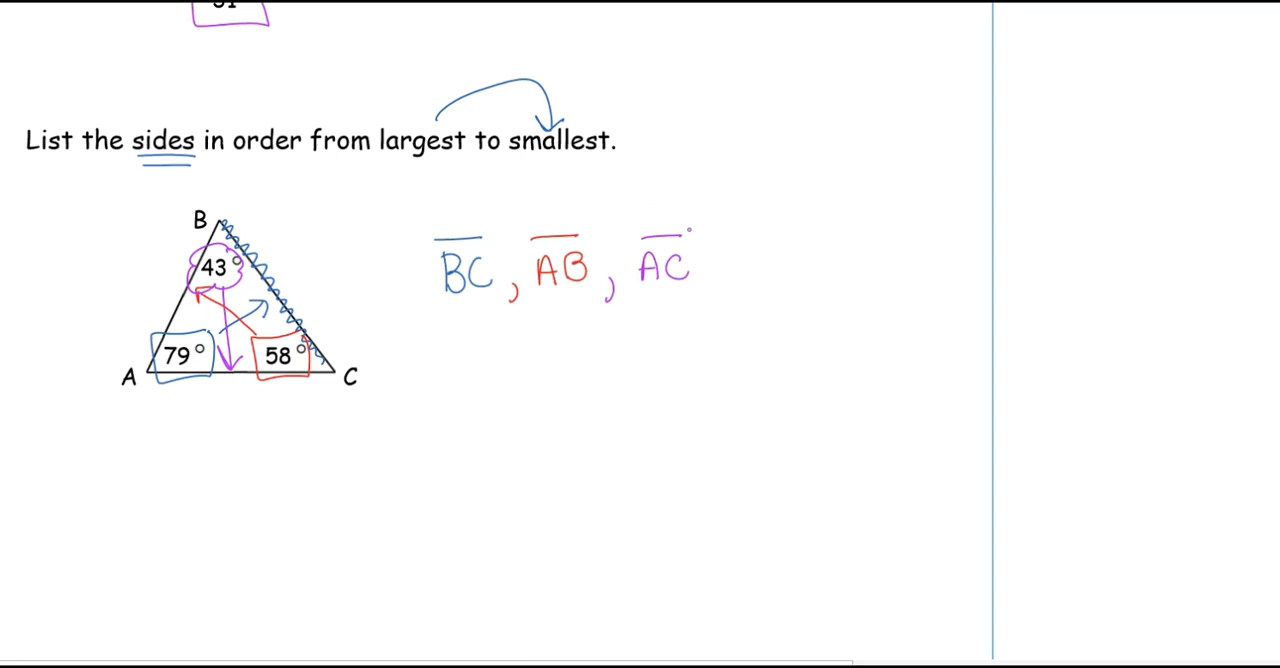 List the sides in order from largest to smallest.
B
43°
BC, AB, AC
79° 58°
A C